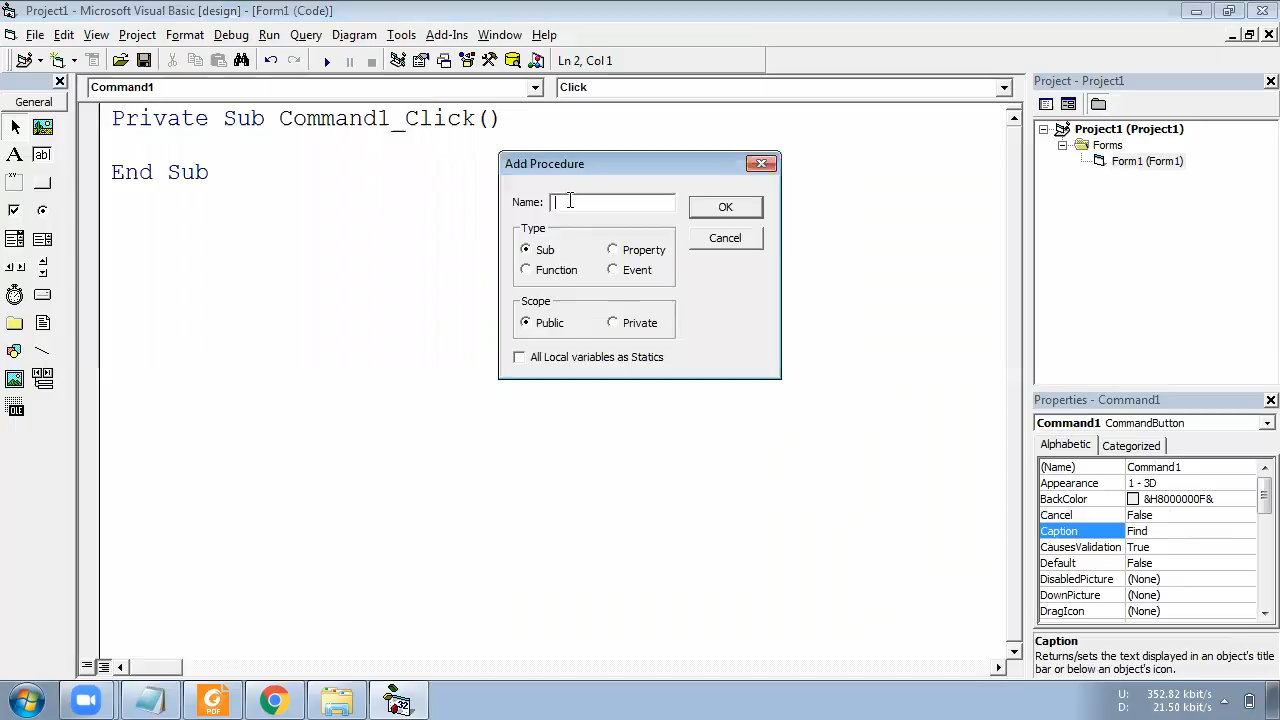 Project1 - Microsoft Visual Basic [design] - [Form1 (Code)]
File Edit View Project Format Debug Run Query Diagram Tools Add-Ins Window Help
Ln 2, Col 1
General
Command1
Click
Private Sub Command1_Click()
End Sub
Add Procedure
Name:
OK
Cancel
Type
Sub
Property
Function
Event
Scope
Public
Private
All Local variables as Statics
Project - Project1
Project1 (Project1)
Forms
Form1 (Form1)
Properties - Command1
Command1 CommandButton
Alphabetic Categorized
(Name) Command1
Appearance 1 - 3D
BackColor &H8000000F&
Cancel False
Caption Find
CausesValidation True
Default False
DisabledPicture (None)
DownPicture (None)
DragIcon (None)
Caption
Returns/sets the text displayed in an object's title
bar or below an object's icon.
ab|
OLE
PDF
32
U: 352.82 kbit/s
D: 21.50 kbit/s